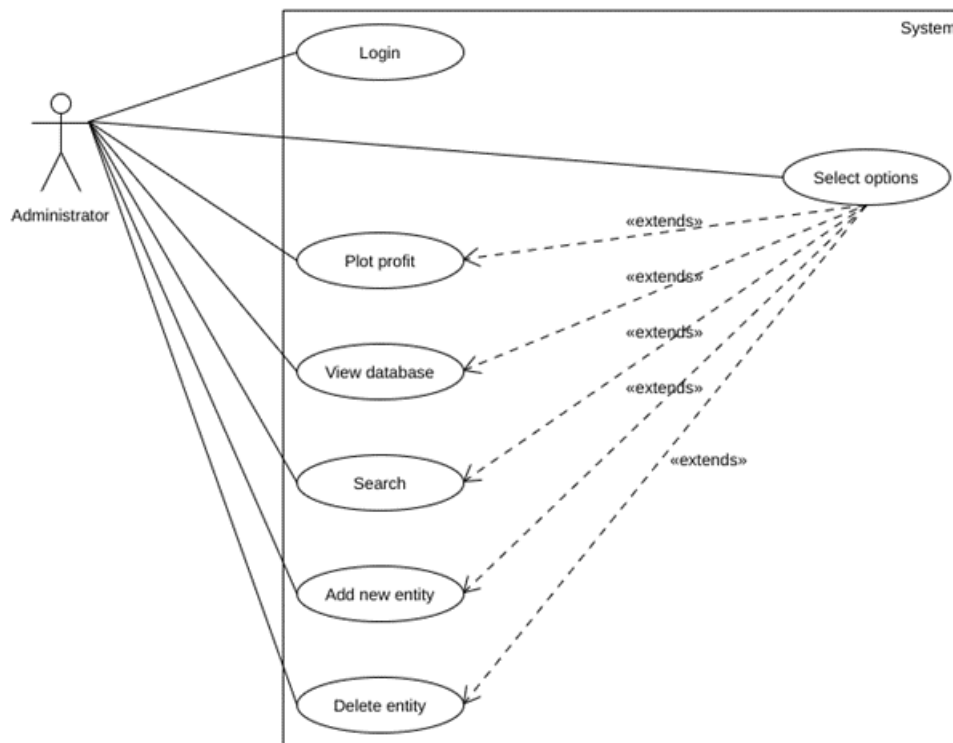 System
Login
Select options
Administrator
«extends»
Plot profit
«extends»
«extends»
View database
«extends»
«extends»
Search
Add new entity
Delete entity